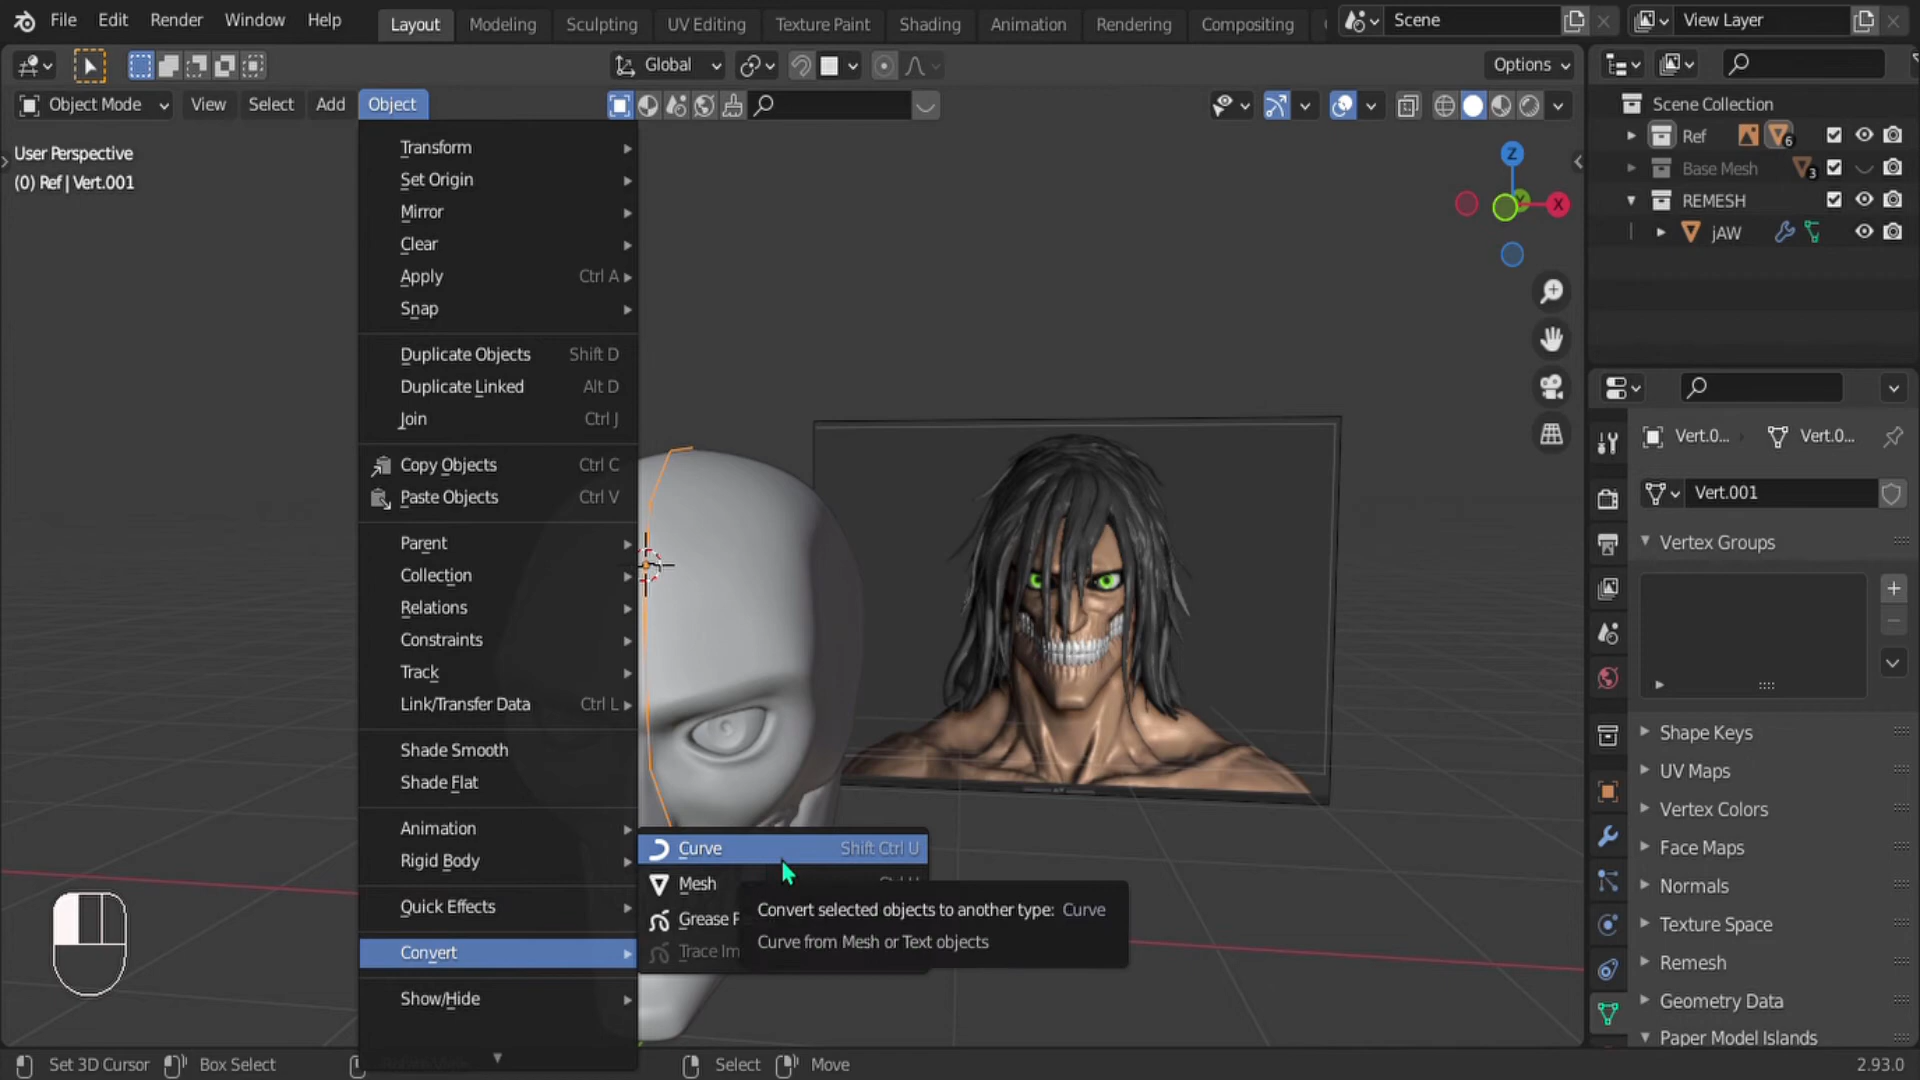 File Edit Render Window Help
Layout Modeling Sculpting UV Editing Texture Paint Shading Animation Rendering Compositing
Scene View Layer
Global Options
Object Mode View Select Add Object
User Perspective
(0) Ref | Vert.001
Transform
Set Origin
Mirror
Clear
Apply Ctrl A
Snap
Duplicate Objects Shift D
Duplicate Linked Alt D
Join Ctrl J
Copy Objects Ctrl C
Paste Objects Ctrl V
Parent
Collection
Relations
Constraints
Track
Link/Transfer Data Ctrl L
Shade Smooth
Shade Flat
Animation
Rigid Body
Quick Effects
Convert
Show/Hide
Curve Shift Ctrl U
Mesh
Grease P
Trace Im
Convert selected objects to another type: Curve
Curve from Mesh or Text objects
Z
X
Scene Collection
Ref 6
Base Mesh 3
REMESH
jAW
Vert.0... Vert.0...
Vert.001
Vertex Groups
Shape Keys
UV Maps
Vertex Colors
Face Maps
Normals
Texture Space
Remesh
Geometry Data
Paper Model Islands
Set 3D Cursor Box Select Select Move 2.93.0